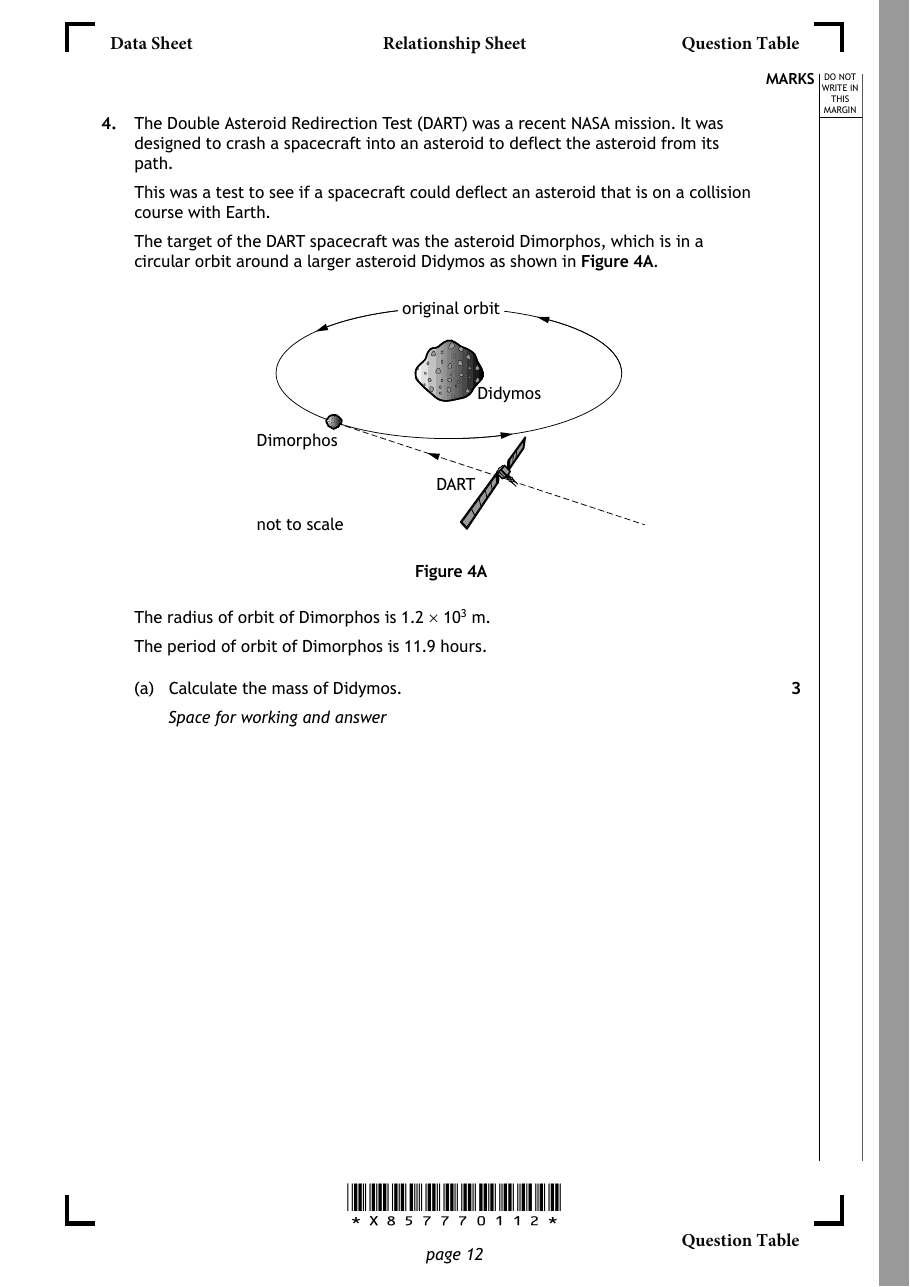 Data Sheet Relationship Sheet Question Table
MARKS
DO NOT
WRITE IN
THIS
MARGIN
4. The Double Asteroid Redirection Test (DART) was a recent NASA mission. It was
designed to crash a spacecraft into an asteroid to deflect the asteroid from its
path.
This was a test to see if a spacecraft could deflect an asteroid that is on a collision
course with Earth.
The target of the DART spacecraft was the asteroid Dimorphos, which is in a
circular orbit around a larger asteroid Didymos as shown in Figure 4A.
original orbit
Didymos
Dimorphos
DART
not to scale
Figure 4A
The radius of orbit of Dimorphos is 1.2 × 10³ m.
The period of orbit of Dimorphos is 11.9 hours.
(a) Calculate the mass of Didymos. 3
Space for working and answer
* X 8 5 7 7 7 0 1 1 2 *
page 12
Question Table